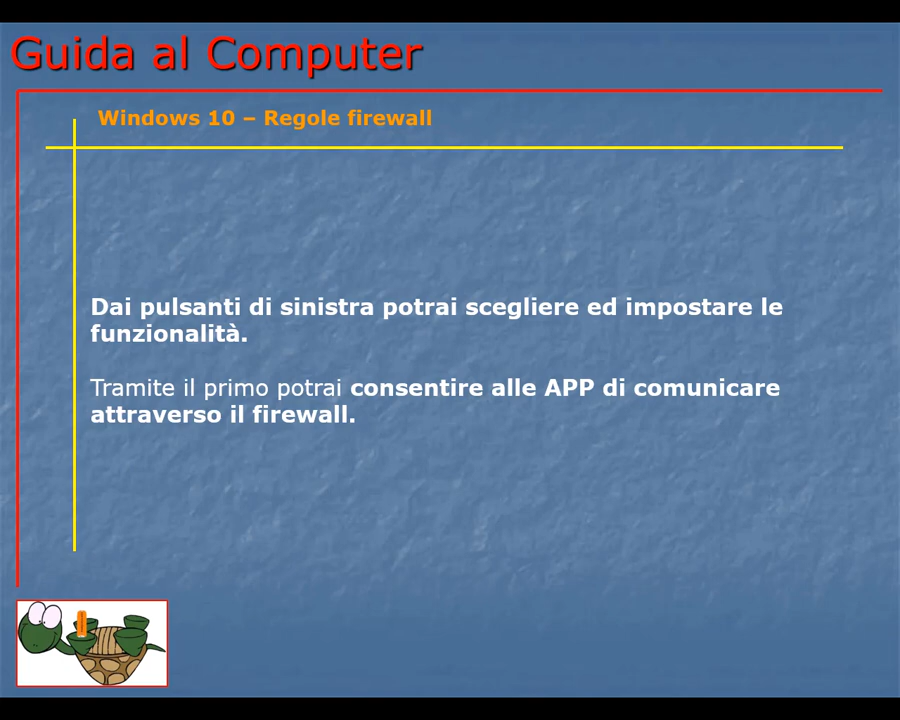 Guida al Computer
Windows 10 – Regole firewall
Dai pulsanti di sinistra potrai scegliere ed impostare le
funzionalità.
Tramite il primo potrai consentire alle APP di comunicare
attraverso il firewall.